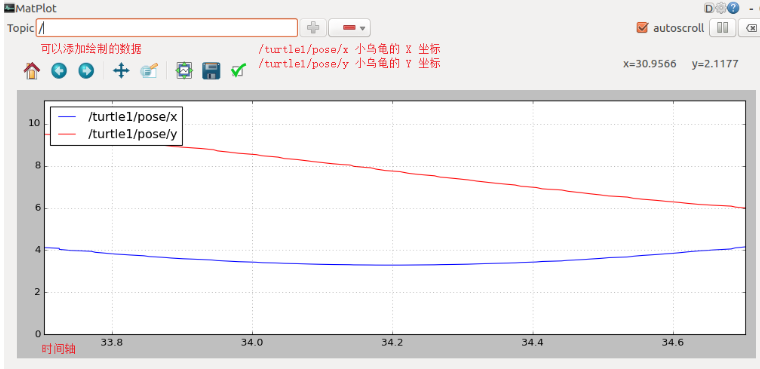 MatPlot
D ? - ○
Topic /
autoscroll
可以添加绘制的数据
/turtle1/pose/x 小乌龟的 X 坐标
/turtle1/pose/y 小乌龟的 Y 坐标
x=30.9566 y=2.1177
/turtle1/pose/x
/turtle1/pose/y
10
8
6
4
2
0
33.8 34.0 34.2 34.4 34.6
时间轴